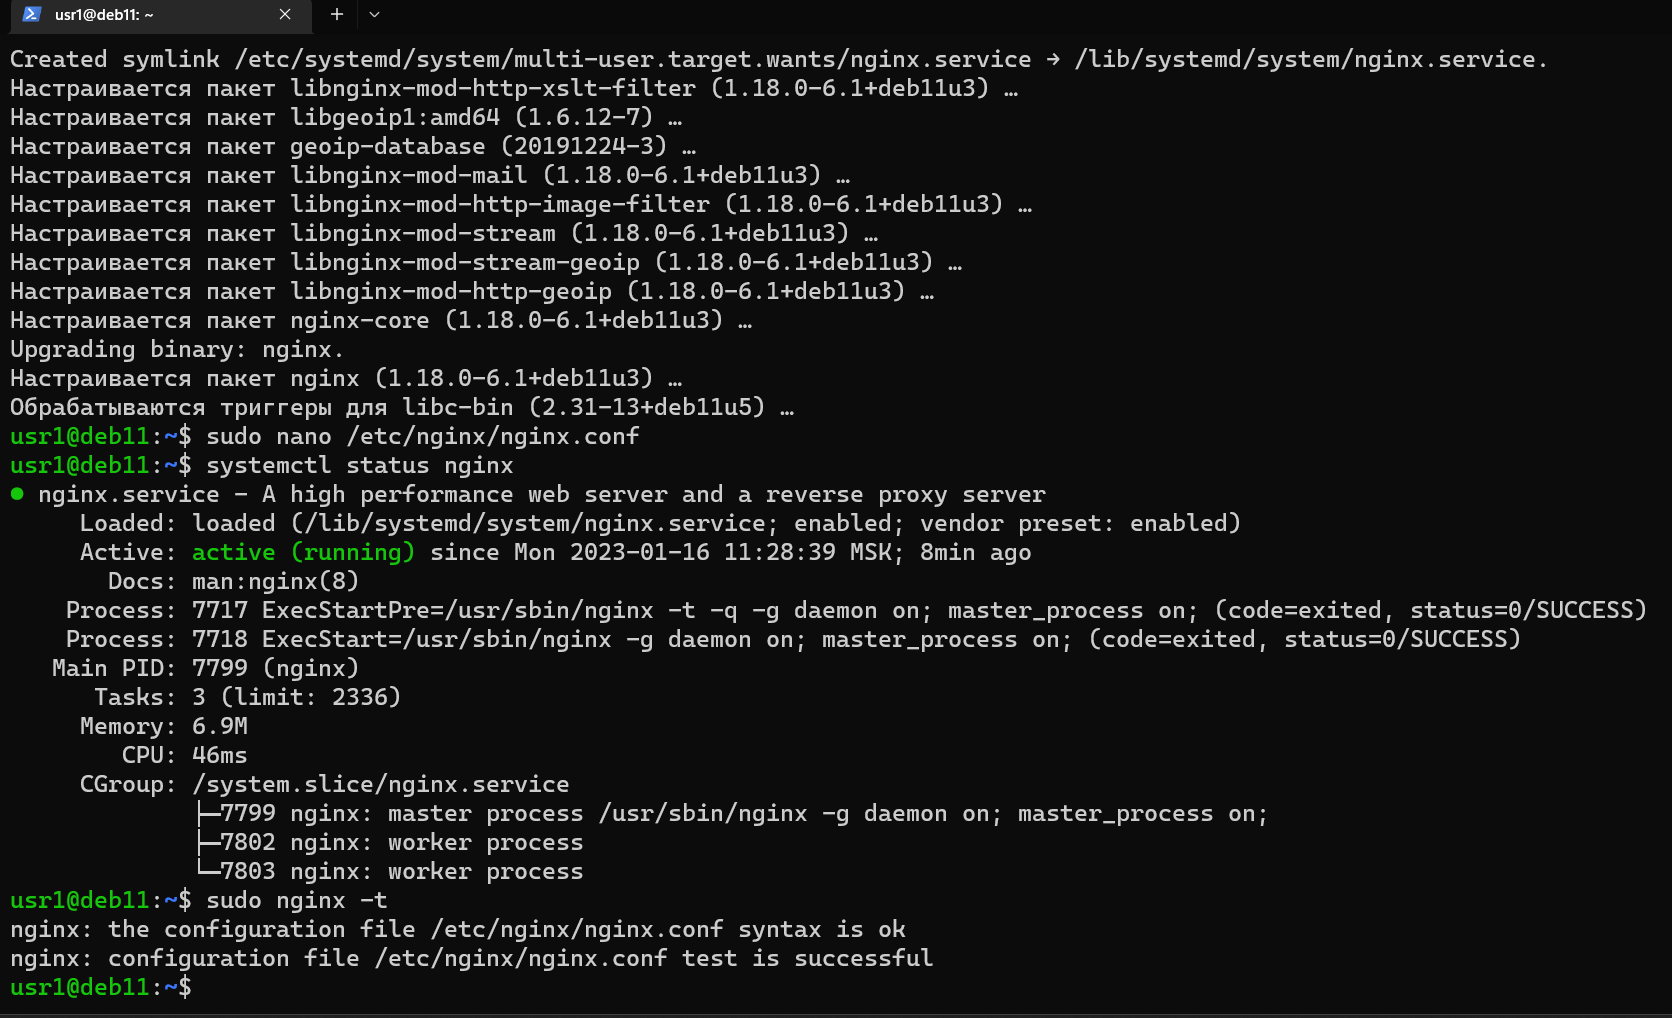 usr1@deb11: ~
Created symlink /etc/systemd/system/multi-user.target.wants/nginx.service → /lib/systemd/system/nginx.service.
Настраивается пакет libnginx-mod-http-xslt-filter (1.18.0-6.1+deb11u3) …
Настраивается пакет libgeoip1:amd64 (1.6.12-7) …
Настраивается пакет geoip-database (20191224-3) …
Настраивается пакет libnginx-mod-mail (1.18.0-6.1+deb11u3) …
Настраивается пакет libnginx-mod-http-image-filter (1.18.0-6.1+deb11u3) …
Настраивается пакет libnginx-mod-stream (1.18.0-6.1+deb11u3) …
Настраивается пакет libnginx-mod-stream-geoip (1.18.0-6.1+deb11u3) …
Настраивается пакет libnginx-mod-http-geoip (1.18.0-6.1+deb11u3) …
Настраивается пакет nginx-core (1.18.0-6.1+deb11u3) …
Upgrading binary: nginx.
Настраивается пакет nginx (1.18.0-6.1+deb11u3) …
Обрабатываются триггеры для libc-bin (2.31-13+deb11u5) …
usr1@deb11:~$ sudo nano /etc/nginx/nginx.conf
usr1@deb11:~$ systemctl status nginx
● nginx.service - A high performance web server and a reverse proxy server
Loaded: loaded (/lib/systemd/system/nginx.service; enabled; vendor preset: enabled)
Active: active (running) since Mon 2023-01-16 11:28:39 MSK; 8min ago
Docs: man:nginx(8)
Process: 7717 ExecStartPre=/usr/sbin/nginx -t -q -g daemon on; master_process on; (code=exited, status=0/SUCCESS)
Process: 7718 ExecStart=/usr/sbin/nginx -g daemon on; master_process on; (code=exited, status=0/SUCCESS)
Main PID: 7799 (nginx)
Tasks: 3 (limit: 2336)
Memory: 6.9M
CPU: 46ms
CGroup: /system.slice/nginx.service
├─7799 nginx: master process /usr/sbin/nginx -g daemon on; master_process on;
├─7802 nginx: worker process
└─7803 nginx: worker process
usr1@deb11:~$ sudo nginx -t
nginx: the configuration file /etc/nginx/nginx.conf syntax is ok
nginx: configuration file /etc/nginx/nginx.conf test is successful
usr1@deb11:~$